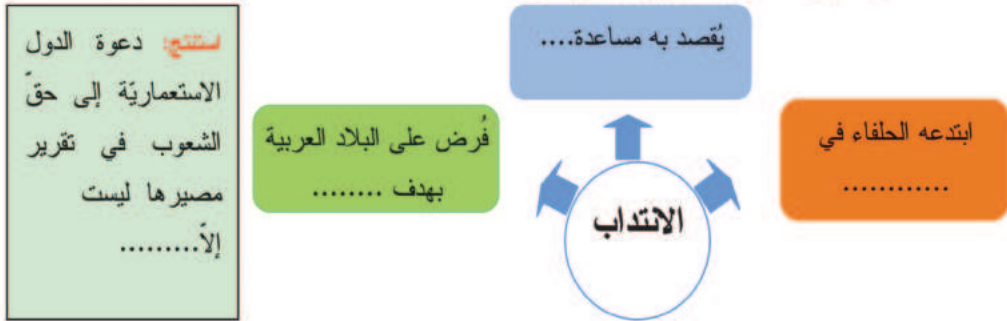 يُقصد به مساعدة....
ابتدعه الحلفاء في
............
الانتداب
فُرض على البلاد العربية
بهدف ........
استنتج: دعوة الدول
الاستعماريّة إلى حقّ
الشعوب في تقرير
مصيرها ليست
إلاّ.........